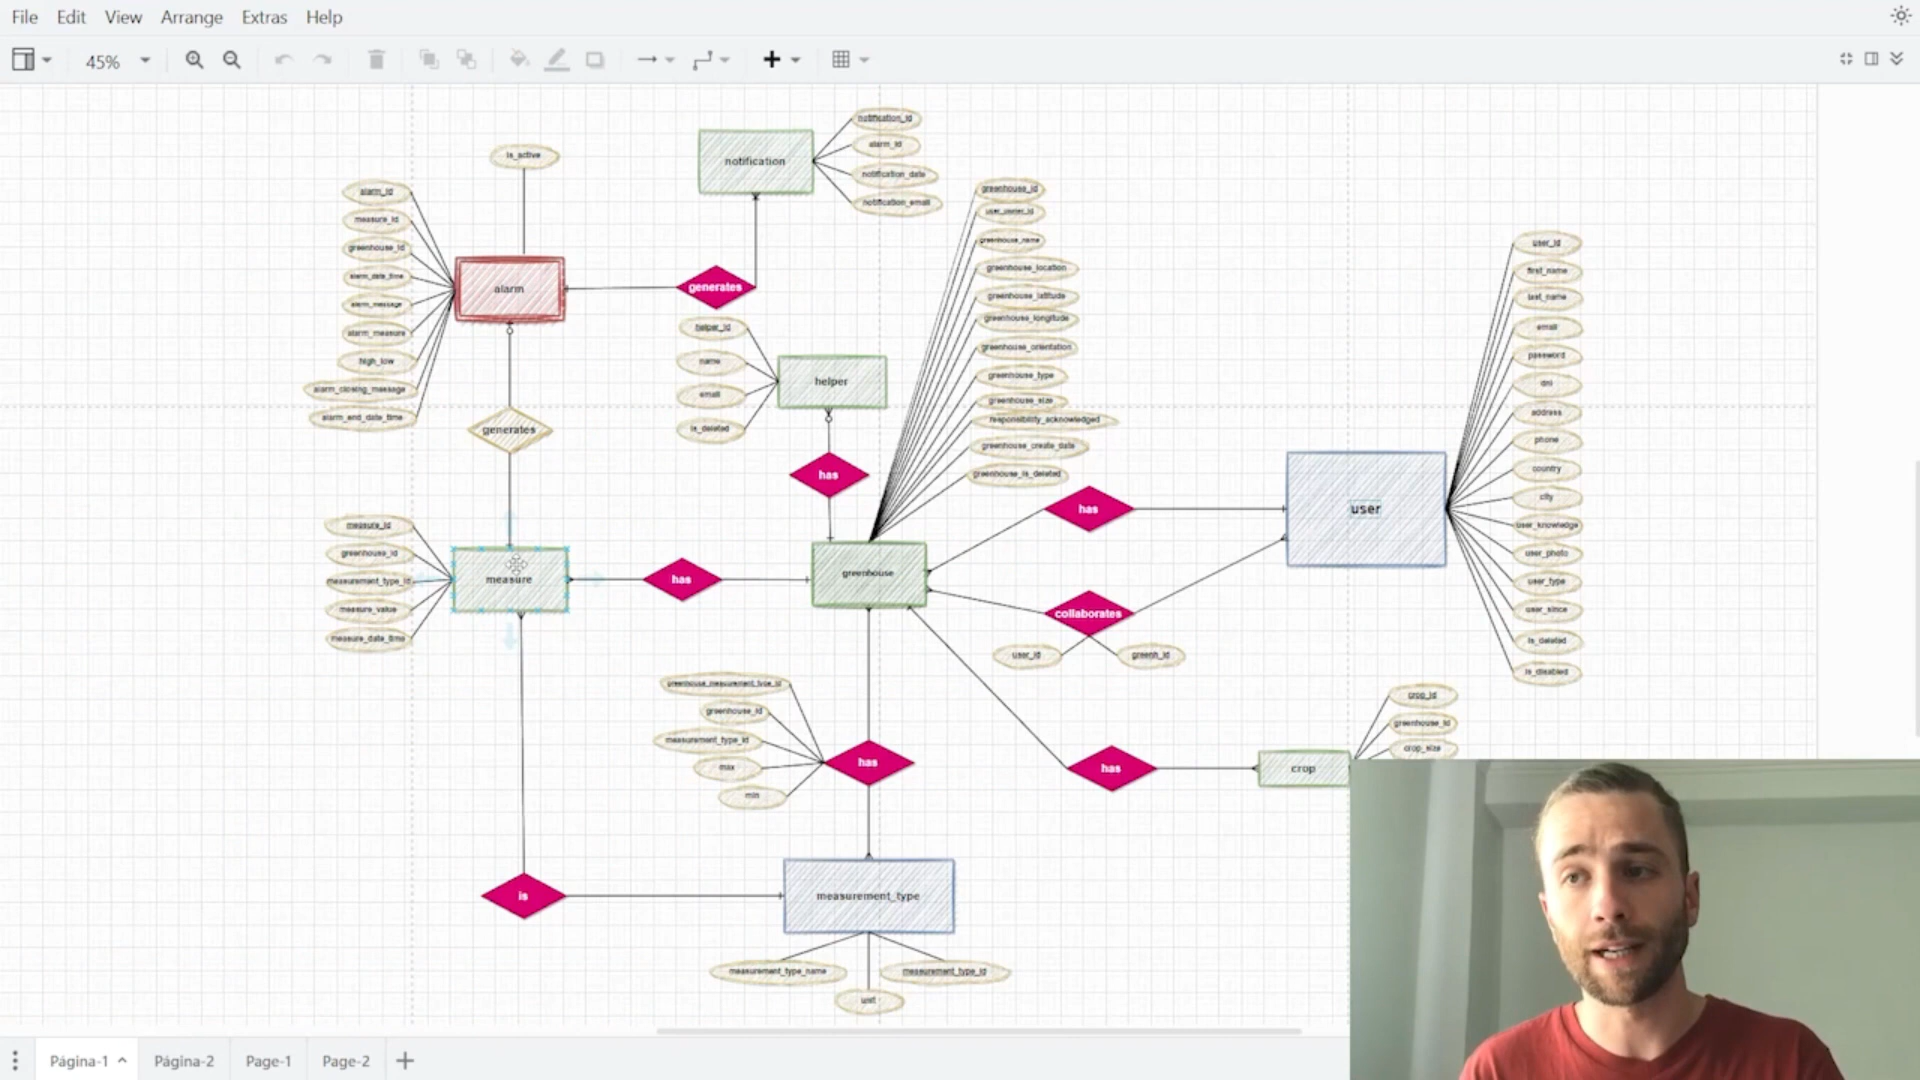 File Edit View Arrange Extras Help
45%
notification
notification_id
alarm_id
notification_date
notification_email
is_active
alarm_id
measure_id
greenhouse_id
alarm_date_time
alarm_message
alarm_measure
high_low
alarm_closing_message
alarm_end_date_time
alarm
generates
generates
helper_id
name
email
is_deleted
helper
has
greenhouse_id
user_owner_id
greenhouse_name
greenhouse_location
greenhouse_latitude
greenhouse_longitude
greenhouse_orientation
greenhouse_type
greenhouse_size
responsibility_acknowledged
greenhouse_create_date
greenhouse_is_deleted
user_id
first_name
last_name
email
password
dni
address
phone
country
city
user_knowledge
user_photo
user_type
user_since
is_deleted
is_disabled
user
has
collaborates
user_id
greenh_id
measure_id
greenhouse_id
measurement_type_id
measure_value
measure_date_time
measure
has
greenhouse
greenhouse_measurement_type_id
greenhouse_id
measurement_type_id
max
min
has
has
crop
crop_id
greenhouse_id
crop_size
is
measurement_type
measurement_type_name
unit
measurement_type_id
Página-1 Página-2 Page-1 Page-2